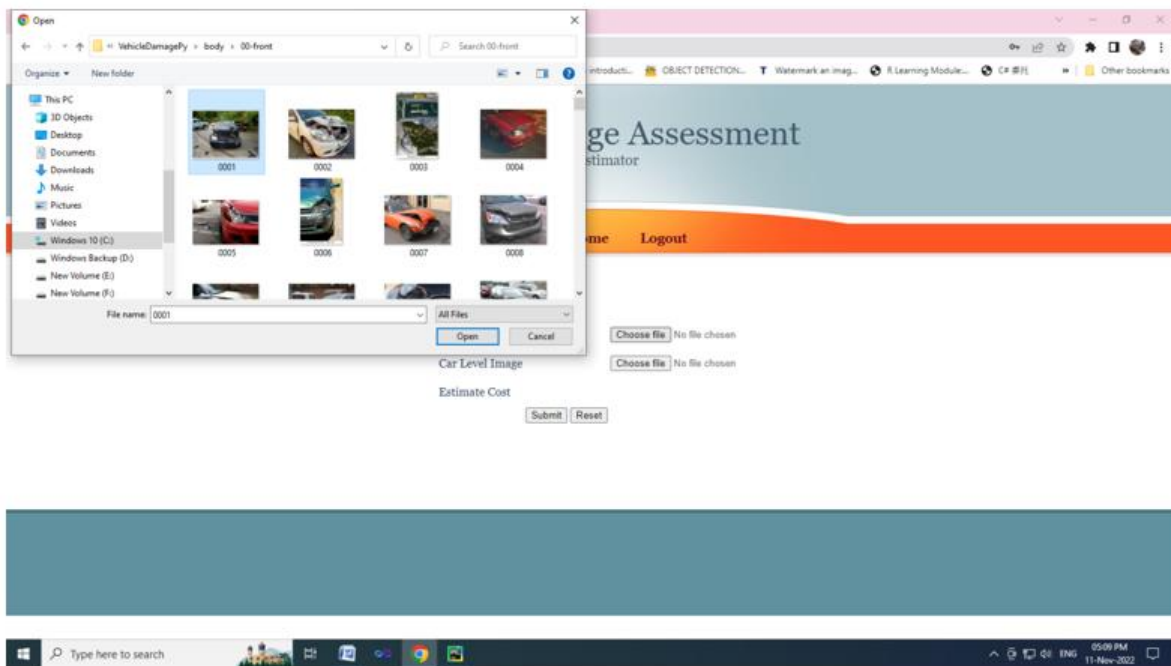 Open
VehicleDamagePy › body › 00-front
Search 00-front
Organize
New folder
This PC
3D Objects
Desktop
Documents
Downloads
Music
Pictures
Videos
Windows 10 (C:)
Windows Backup (D:)
New Volume (E:)
New Volume (F:)
0001
0002
0003
0004
0005
0006
0007
0008
File name: 0001
All Files
Open
Cancel
introducti...
OBJECT DETECTION...
T Watermark an imag...
R Learning Module:...
Other bookmarks
ge Assessment
stimator
me
Logout
Choose file No file chosen
Car Level Image
Choose file No file chosen
Estimate Cost
Submit Reset
Type here to search
ENG
05:09 PM
11-Nov-2022